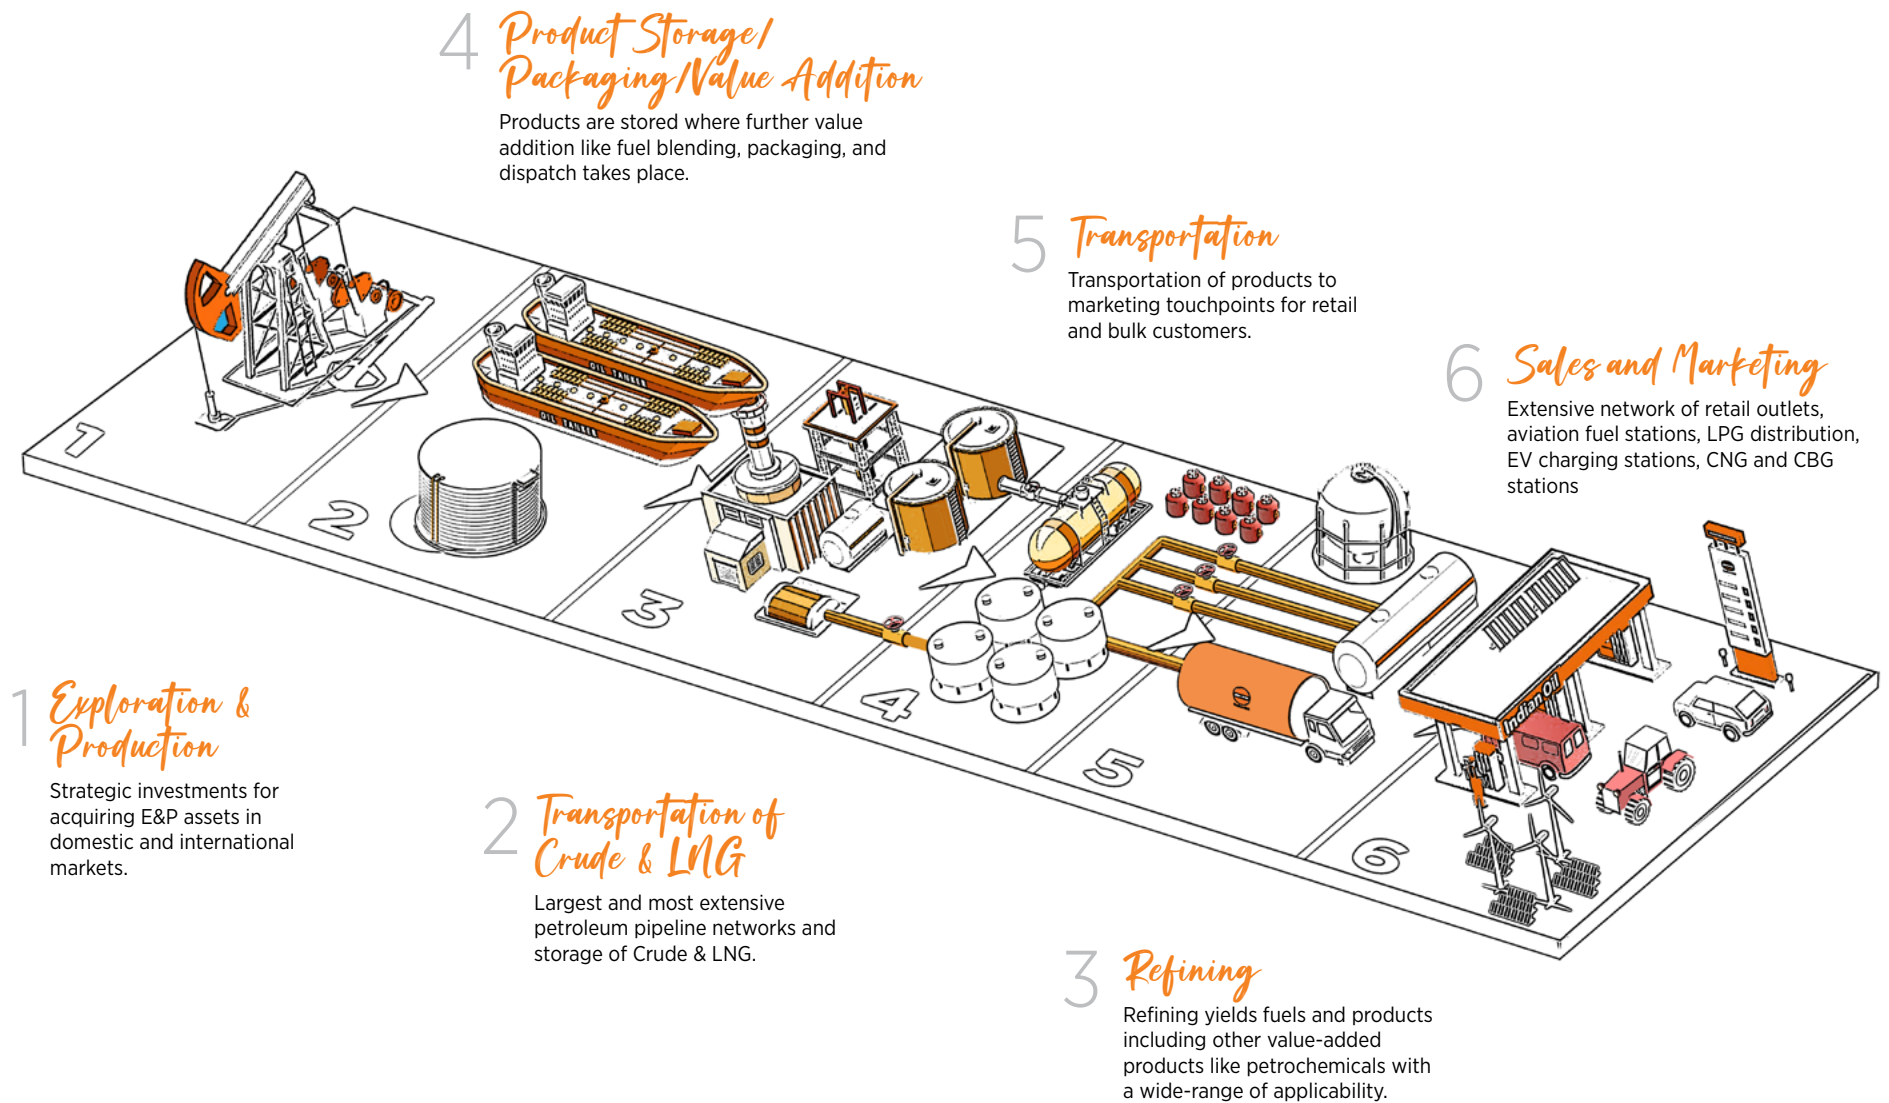 4
Product Storage/
Packaging/Value Addition
Products are stored where further value
addition like fuel blending, packaging, and
dispatch takes place.
5
Transportation
Transportation of products to
marketing touchpoints for retail
and bulk customers.
6
Sales and Marketing
Extensive network of retail outlets,
aviation fuel stations, LPG distribution,
EV charging stations, CNG and CBG
stations
OIL TANKER
OIL TANKER
1
2
3
4
5
6
IndianOil
1
Exploration &
Production
Strategic investments for
acquiring E&P assets in
domestic and international
markets.
2
Transportation of
Crude & LNG
Largest and most extensive
petroleum pipeline networks and
storage of Crude & LNG.
3
Refining
Refining yields fuels and products
including other value-added
products like petrochemicals with
a wide-range of applicability.